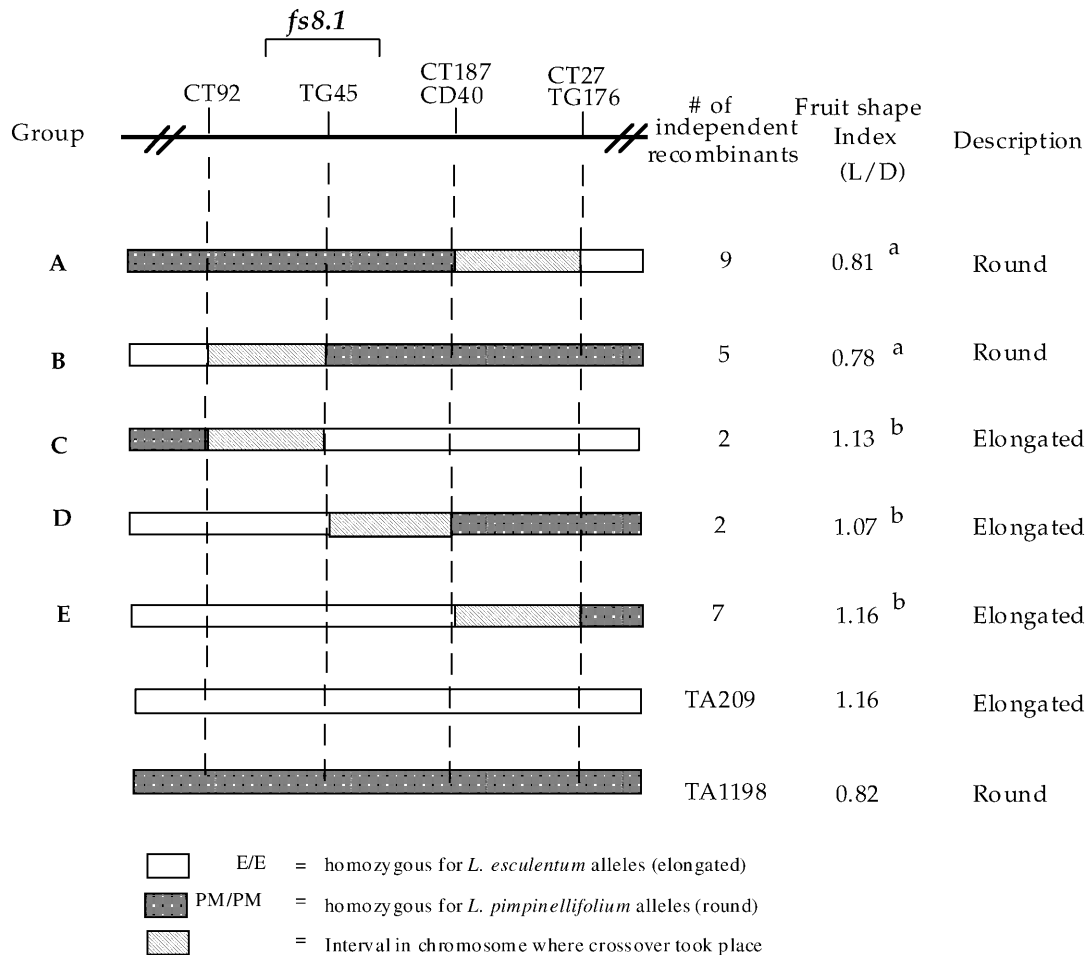 fs8.1
CT92
TG45
CT187
CD40
CT27
TG176
Group
# of
independent
recombinants
Fruit shape
Index
(L/D)
Description
A
9
0.81 a
Round
B
5
0.78 a
Round
C
2
1.13 b
Elongated
D
2
1.07 b
Elongated
E
7
1.16 b
Elongated
TA209
1.16
Elongated
TA1198
0.82
Round
E/E = homozygous for L. esculentum alleles (elongated)
PM/PM = homozygous for L. pimpinellifolium alleles (round)
= Interval in chromosome where crossover took place